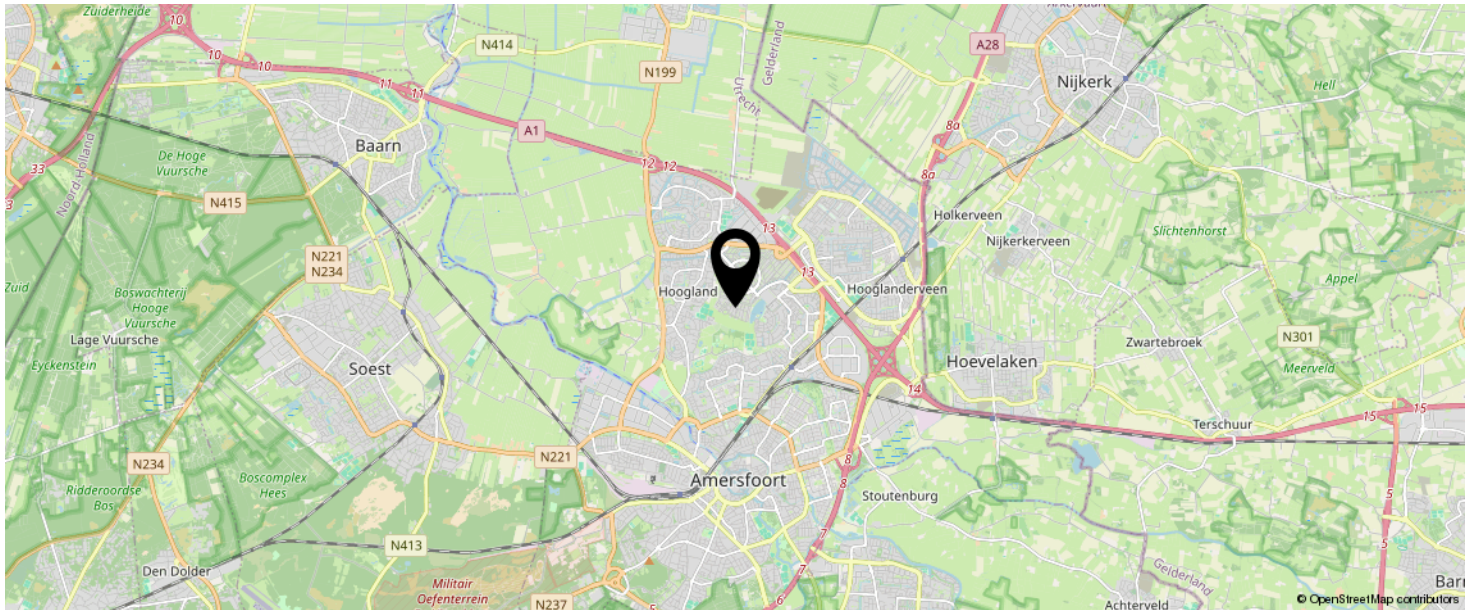 Zuiderheide
10
N414
10
10
11
11
N199
A1
Utrecht
Gelderland
A28
Nijkerk
Hell
8a
8a
12
12
Baarn
De Hoge
Vuursche
33
Noord-Holland
N415
13
13
Holkerveen
Nijkerkerveen
Slichtenhorst
Appel
N221
N234
Zuid
Boswachterij
Hooge
Vuursche
Hoogland
Hooglanderveen
Lage Vuursche
Eyckenstein
Soest
Hoevelaken
Zwartebroek
N301
Meerveld
14
15
15
Terschuur
N221
N234
Ridderoordse
Bos
Boscomplex
Hees
8
8
Amersfoort
Stoutenburg
5
5
7
7
N413
Den Dolder
Militair
Oefenterrein
N237
5
6
Gelderland
Achterveld
Barn
© OpenStreetMap contributors